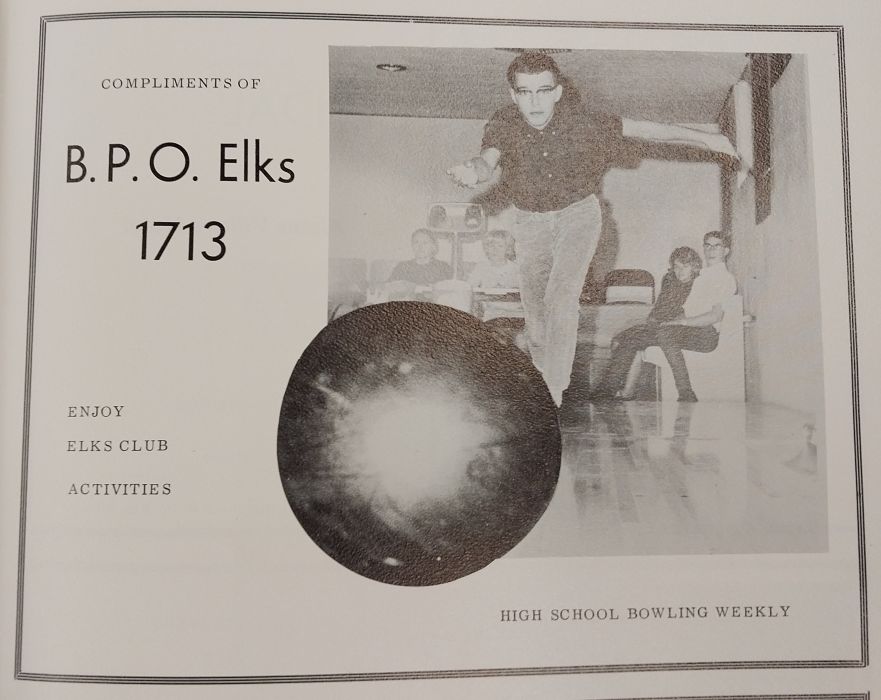 COMPLIMENTS OF
B.P.O. Elks
1713
ENJOY
ELKS CLUB
ACTIVITIES
HIGH SCHOOL BOWLING WEEKLY